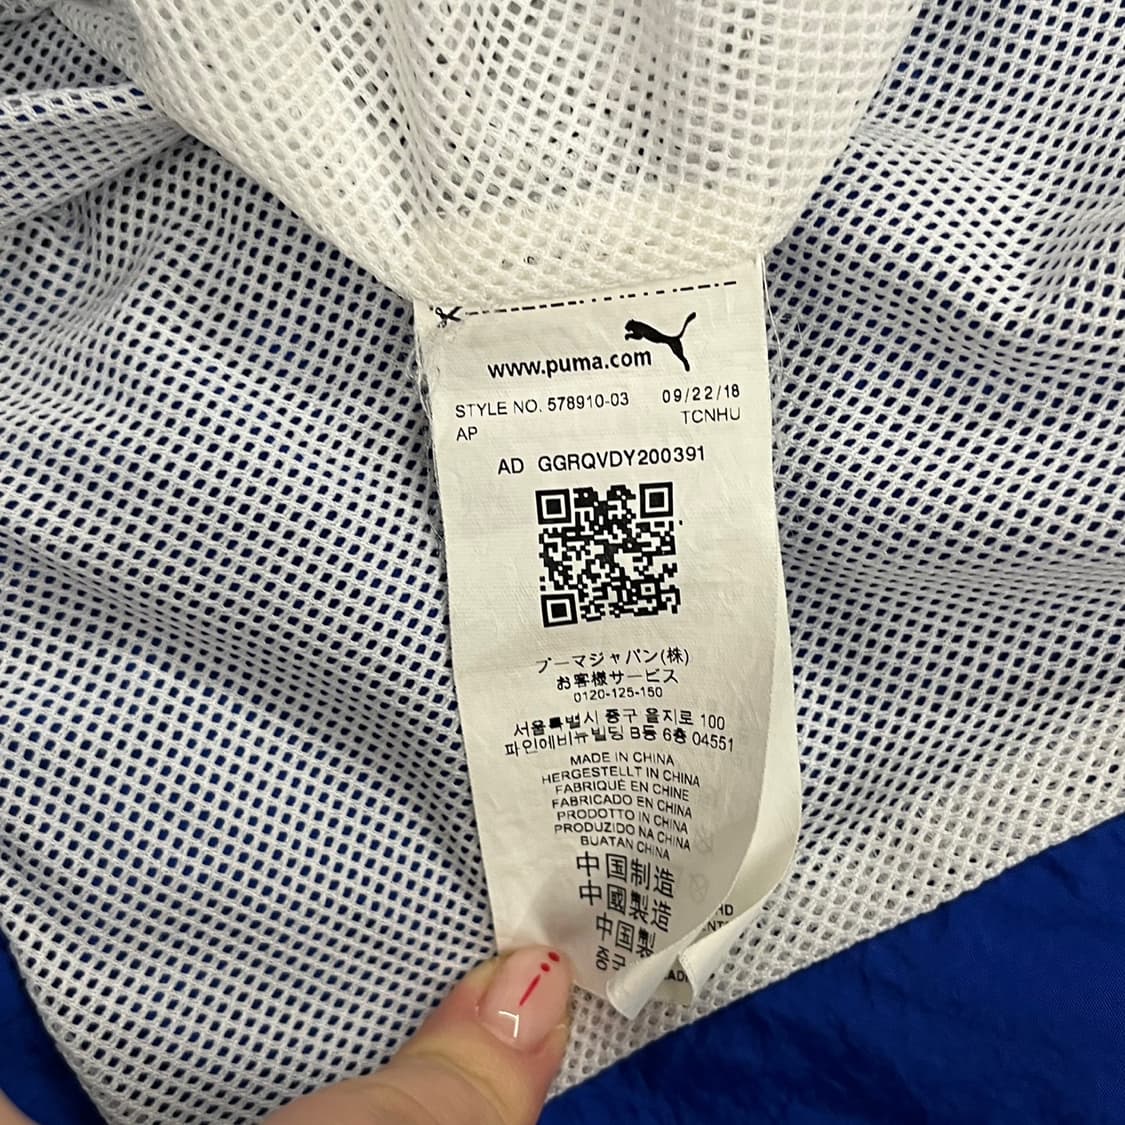 www.puma.com
STYLE NO. 578910-03 09/22/18
AP TCNHU
AD GGRQVDY200391
プーマジャパン(株)
お客様サービス
0120-125-150
서울특별시 중구 을지로 100
파인에비뉴빌딩 B동 6층 04551
MADE IN CHINA
HERGESTELLT IN CHINA
FABRIQUÉ EN CHINE
FABRICADO EN CHINA
PRODOTTO IN CHINA
PRODUZIDO NA CHINA
BUATAN CHINA
中国制造
中國製造
中国製
중국